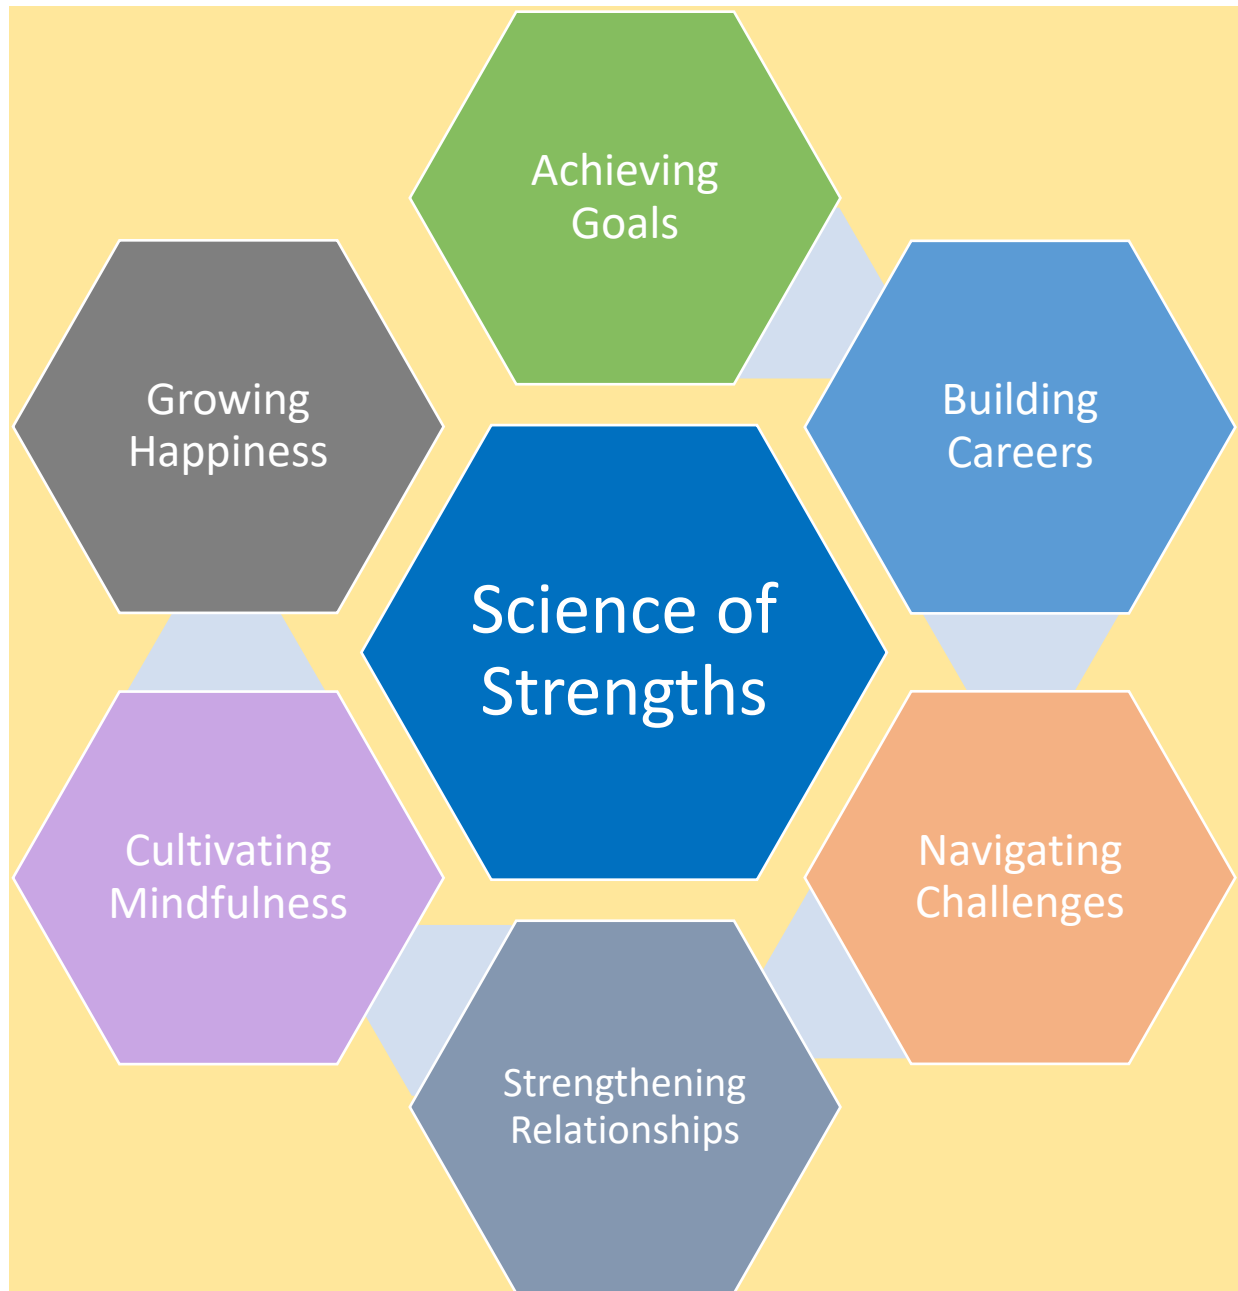 Achieving
Goals
Building
Careers
Growing
Happiness
Science of
Strengths
Navigating
Challenges
Cultivating
Mindfulness
Strengthening
Relationships